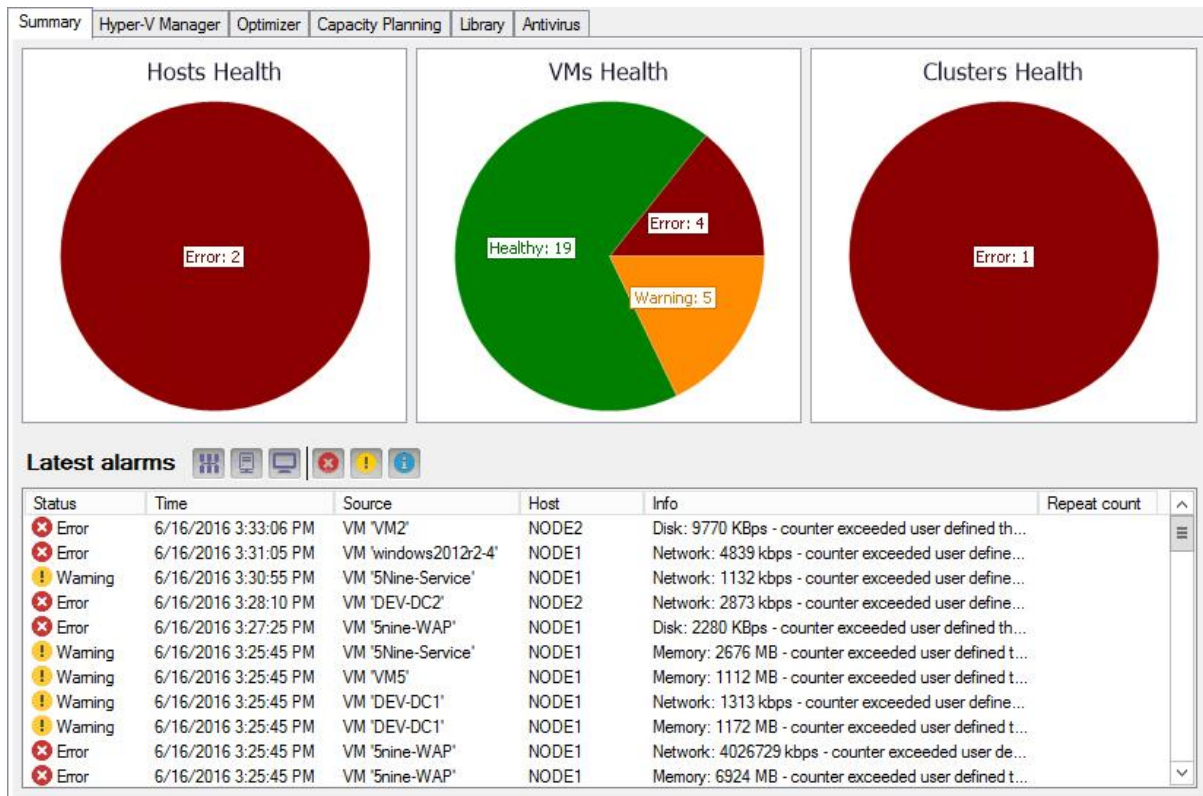 Summary Hyper-V Manager Optimizer Capacity Planning Library Antivirus
Hosts Health
Error: 2
VMs Health
Healthy: 19
Error: 4
Warning: 5
Clusters Health
Error: 1
Latest alarms
Status Time Source Host Info Repeat count
Error 6/16/2016 3:33:06 PM VM 'VM2' NODE2 Disk: 9770 KBps - counter exceeded user defined th...
Error 6/16/2016 3:31:05 PM VM 'windows2012r2-4' NODE1 Network: 4839 kbps - counter exceeded user define...
Warning 6/16/2016 3:30:55 PM VM '5Nine-Service' NODE1 Network: 1132 kbps - counter exceeded user define...
Error 6/16/2016 3:28:10 PM VM 'DEV-DC2' NODE2 Network: 2873 kbps - counter exceeded user define...
Error 6/16/2016 3:27:25 PM VM '5nine-WAP' NODE1 Disk: 2280 KBps - counter exceeded user defined th...
Warning 6/16/2016 3:25:45 PM VM '5Nine-Service' NODE1 Memory: 2676 MB - counter exceeded user defined t...
Warning 6/16/2016 3:25:45 PM VM 'VM5' NODE1 Memory: 1112 MB - counter exceeded user defined t...
Warning 6/16/2016 3:25:45 PM VM 'DEV-DC1' NODE1 Network: 1313 kbps - counter exceeded user define...
Warning 6/16/2016 3:25:45 PM VM 'DEV-DC1' NODE1 Memory: 1172 MB - counter exceeded user defined t...
Error 6/16/2016 3:25:45 PM VM '5nine-WAP' NODE1 Network: 4026729 kbps - counter exceeded user de...
Error 6/16/2016 3:25:45 PM VM '5nine-WAP' NODE1 Memory: 6924 MB - counter exceeded user defined t...